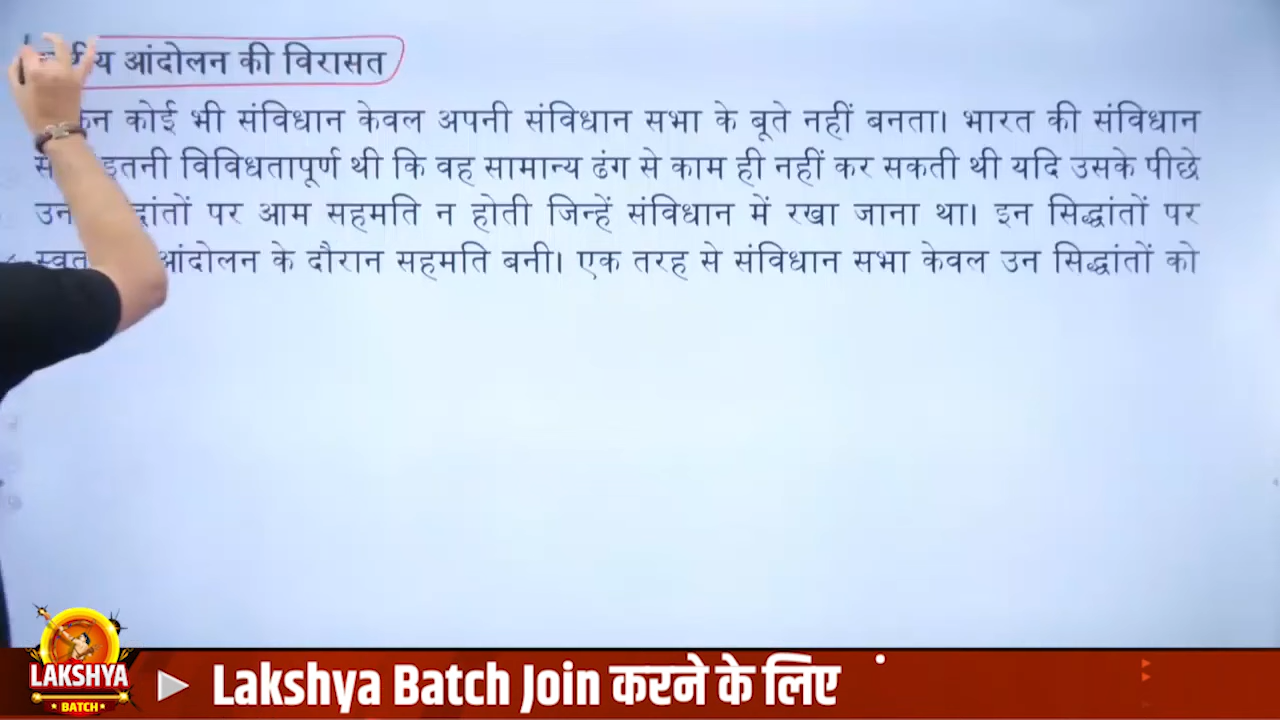 आंदोलन की विरासत
कोई भी संविधान केवल अपनी संविधान सभा के बूते नहीं बनता। भारत की संविधान
इतनी विविधतापूर्ण थी कि वह सामान्य ढंग से काम ही नहीं कर सकती थी यदि उसके पीछे
उन पर आम सहमति न होती जिन्हें संविधान में रखा जाना था। इन सिद्धांतों पर
आंदोलन के दौरान सहमति बनी। एक तरह से संविधान सभा केवल उन सिद्धांतों को
LAKSHYA
BATCH
Lakshya Batch Join करने के लिए